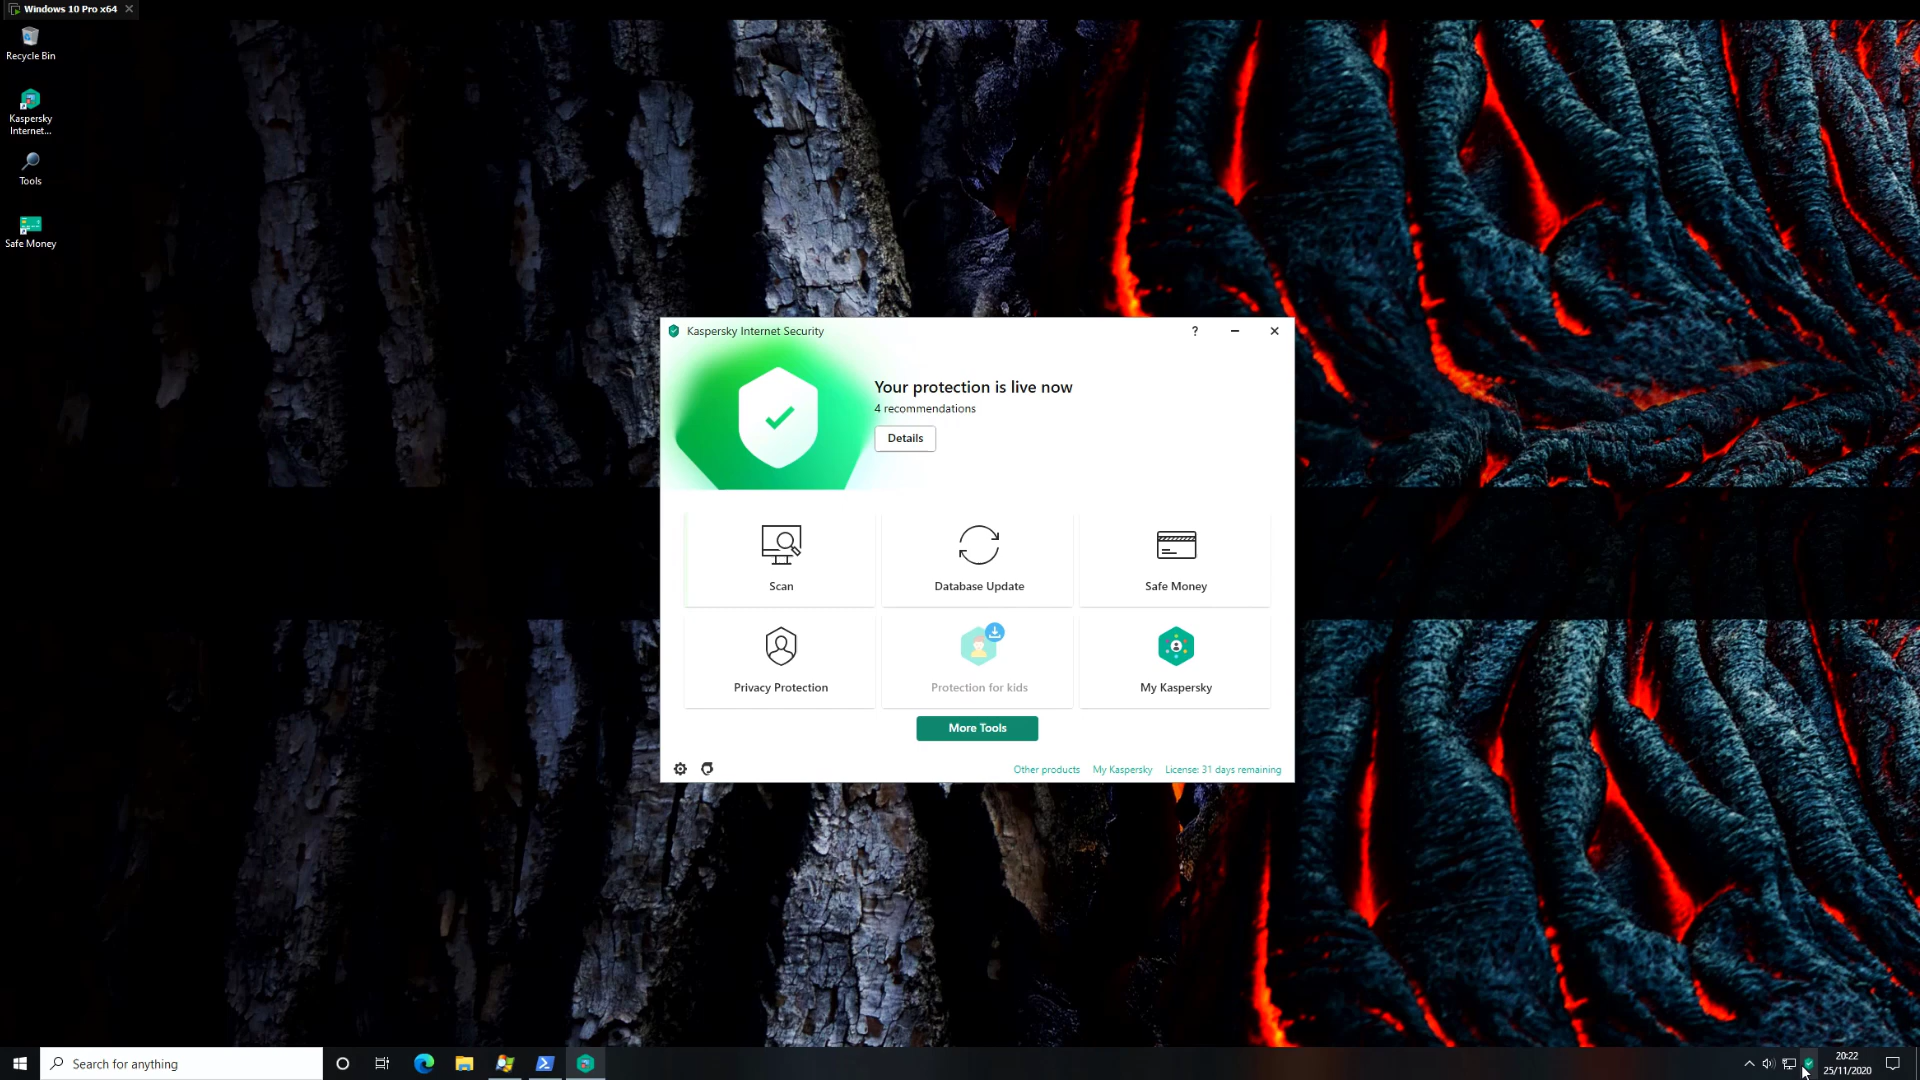 Windows 10 Pro x64
Recycle Bin
Kaspersky
Internet...
Tools
Safe Money
Kaspersky Internet Security
?
Your protection is live now
4 recommendations
Details
Scan
Database Update
Safe Money
Privacy Protection
Protection for kids
My Kaspersky
More Tools
Other products
My Kaspersky
License: 31 days remaining
Search for anything
20:22
25/11/2020